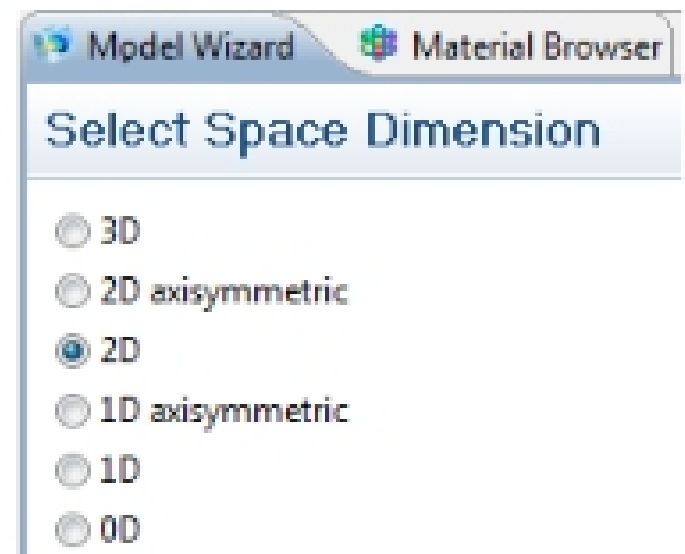 Model Wizard Material Browser
Select Space Dimension
3D
2D axisymmetric
2D
1D axisymmetric
1D
0D